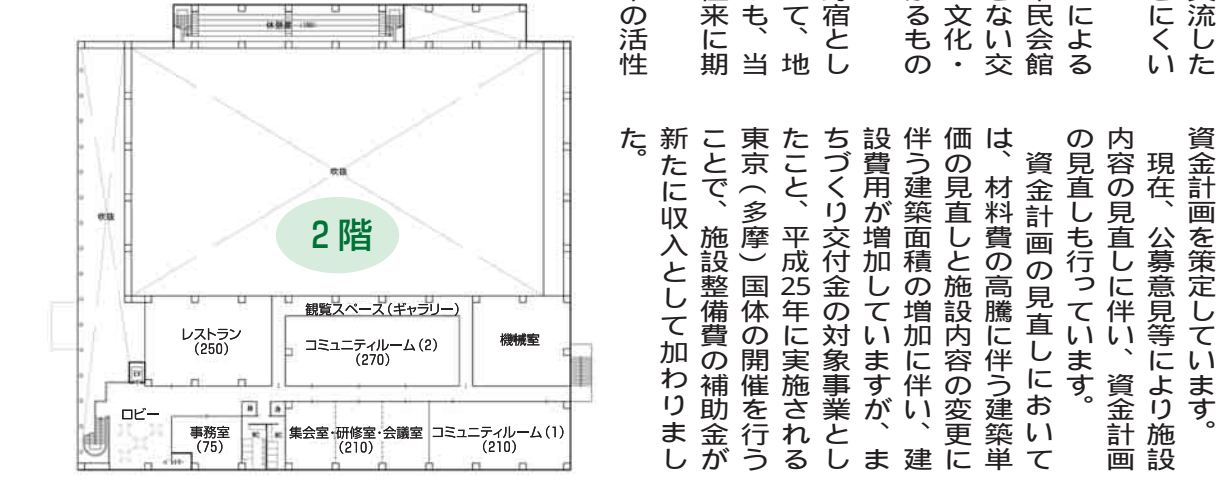 流した
にくい
による
民会館
ない交
文化・
るもの
宿とし
て、地
も、当
来に期
の活性
資金計画を策定しています。
現在、公募意見等により施設
内容の見直しに伴い、資金計画
の見直しも行っています。
資金計画の見直しにおいて
は、材料費の高騰に伴う建築単
価の見直しと施設内容の変更に
伴う建築面積の増加に伴い、建
設費用が増加していますが、ま
ちづくり交付金の対象事業とし
たこと、平成25年に実施される
東京（多摩）国体の開催を行う
ことで、施設整備費の補助金が
新たに収入として加わりまし
た。
吹抜
吹抜
2階
観覧スペース（ギャラリー）
レストラン
（250）
コミュニティルーム（2）
（270）
機械室
ロビー
事務室
（75）
集会室・研修室・会議室
（210）
コミュニティルーム（1）
（210）